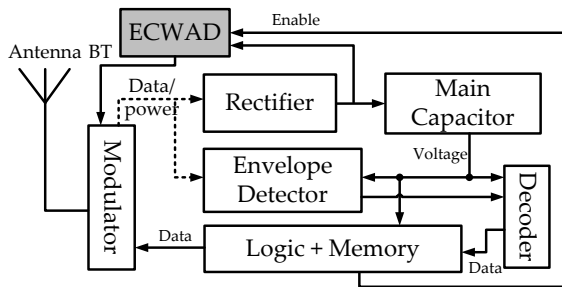 ECWAD
Enable
Antenna BT
Data/
power
Rectifier
Main
Capacitor
Voltage
Modulator
Envelope
Detector
Decoder
Data
Logic + Memory
Data